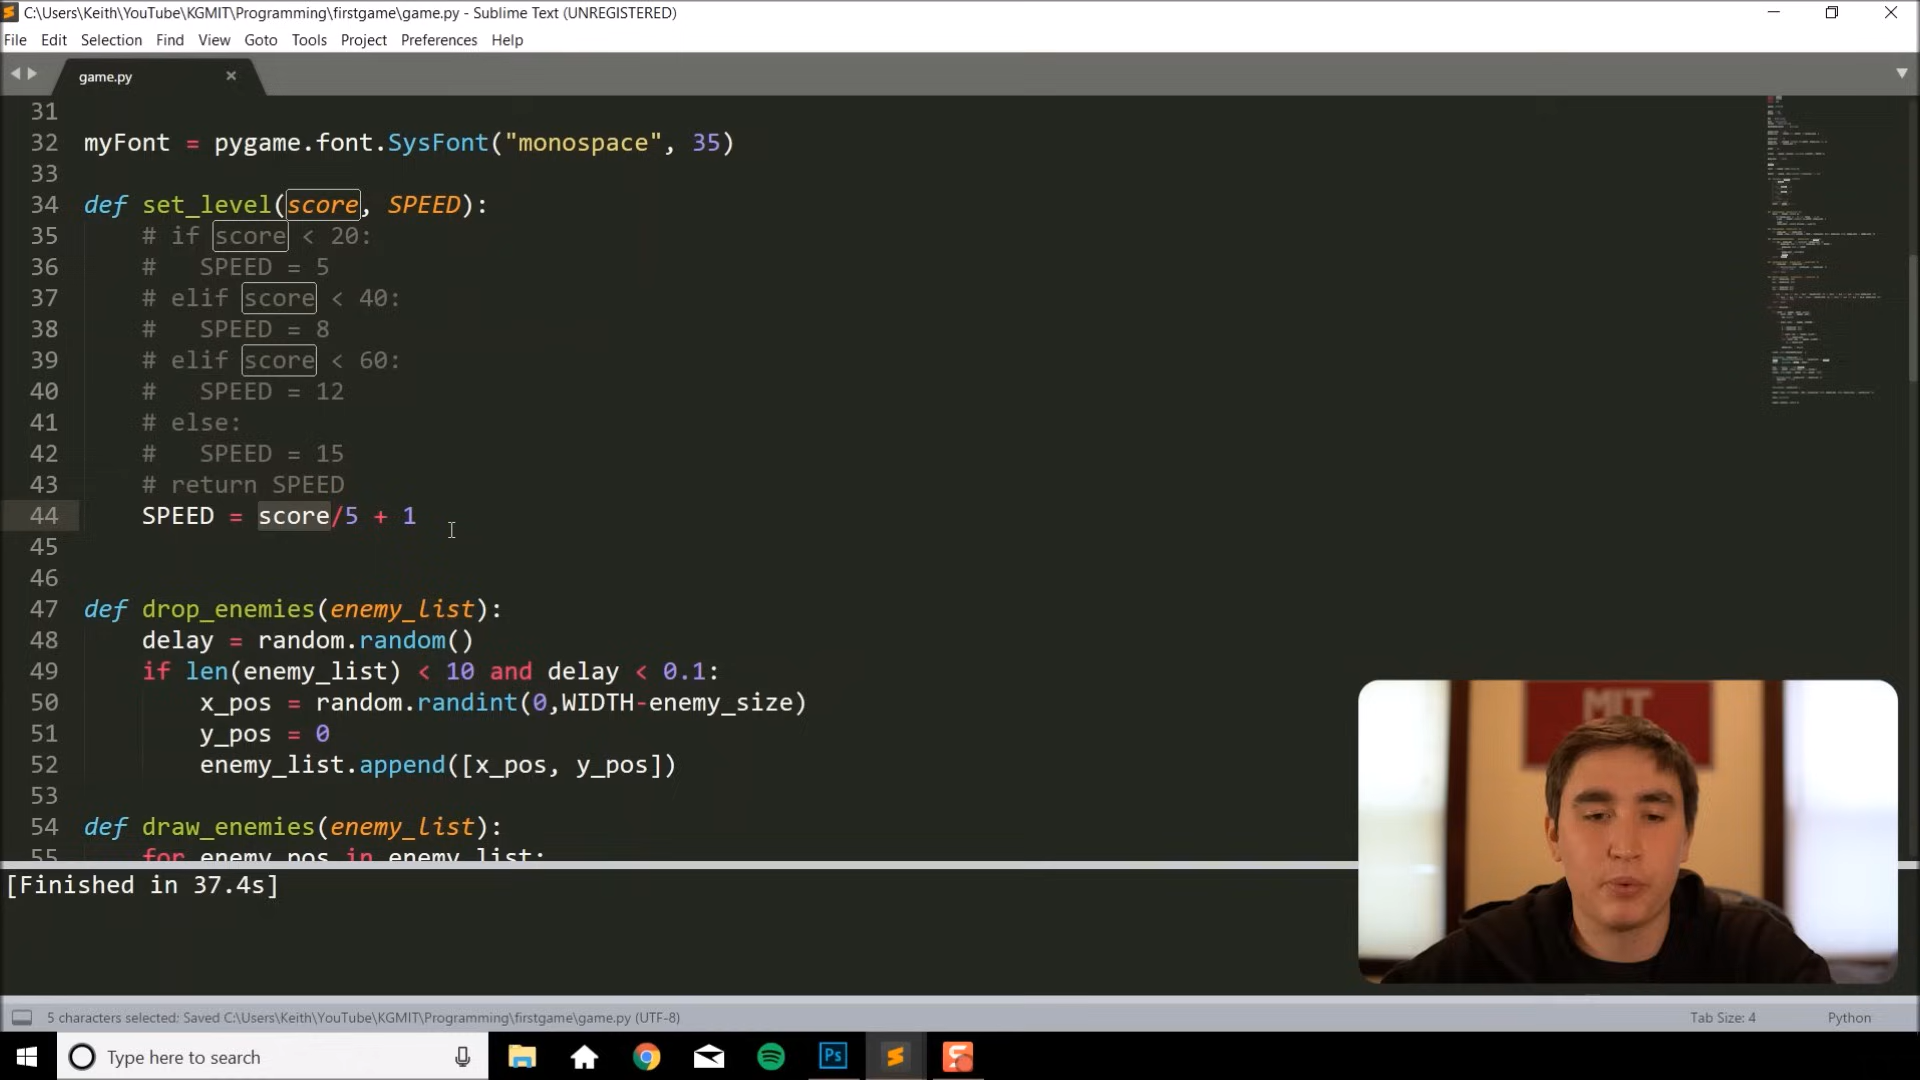 C:\Users\Keith\YouTube\KGMIT\Programming\firstgame\game.py - Sublime Text (UNREGISTERED)
File Edit Selection Find View Goto Tools Project Preferences Help
game.py
31
32 myFont = pygame.font.SysFont("monospace", 35)
33
34 def set_level(score, SPEED):
35 # if score < 20:
36 # SPEED = 5
37 # elif score < 40:
38 # SPEED = 8
39 # elif score < 60:
40 # SPEED = 12
41 # else:
42 # SPEED = 15
43 # return SPEED
44 SPEED = score/5 + 1
45
46
47 def drop_enemies(enemy_list):
48 delay = random.random()
49 if len(enemy_list) < 10 and delay < 0.1:
50 x_pos = random.randint(0,WIDTH-enemy_size)
51 y_pos = 0
52 enemy_list.append([x_pos, y_pos])
53
54 def draw_enemies(enemy_list):
55 for enemy_pos in enemy_list:
[Finished in 37.4s]
MIT
5 characters selected: Saved C:\Users\Keith\YouTube\KGMIT\Programming\firstgame\game.py (UTF-8)
Tab Size: 4
Python
Type here to search
Ps